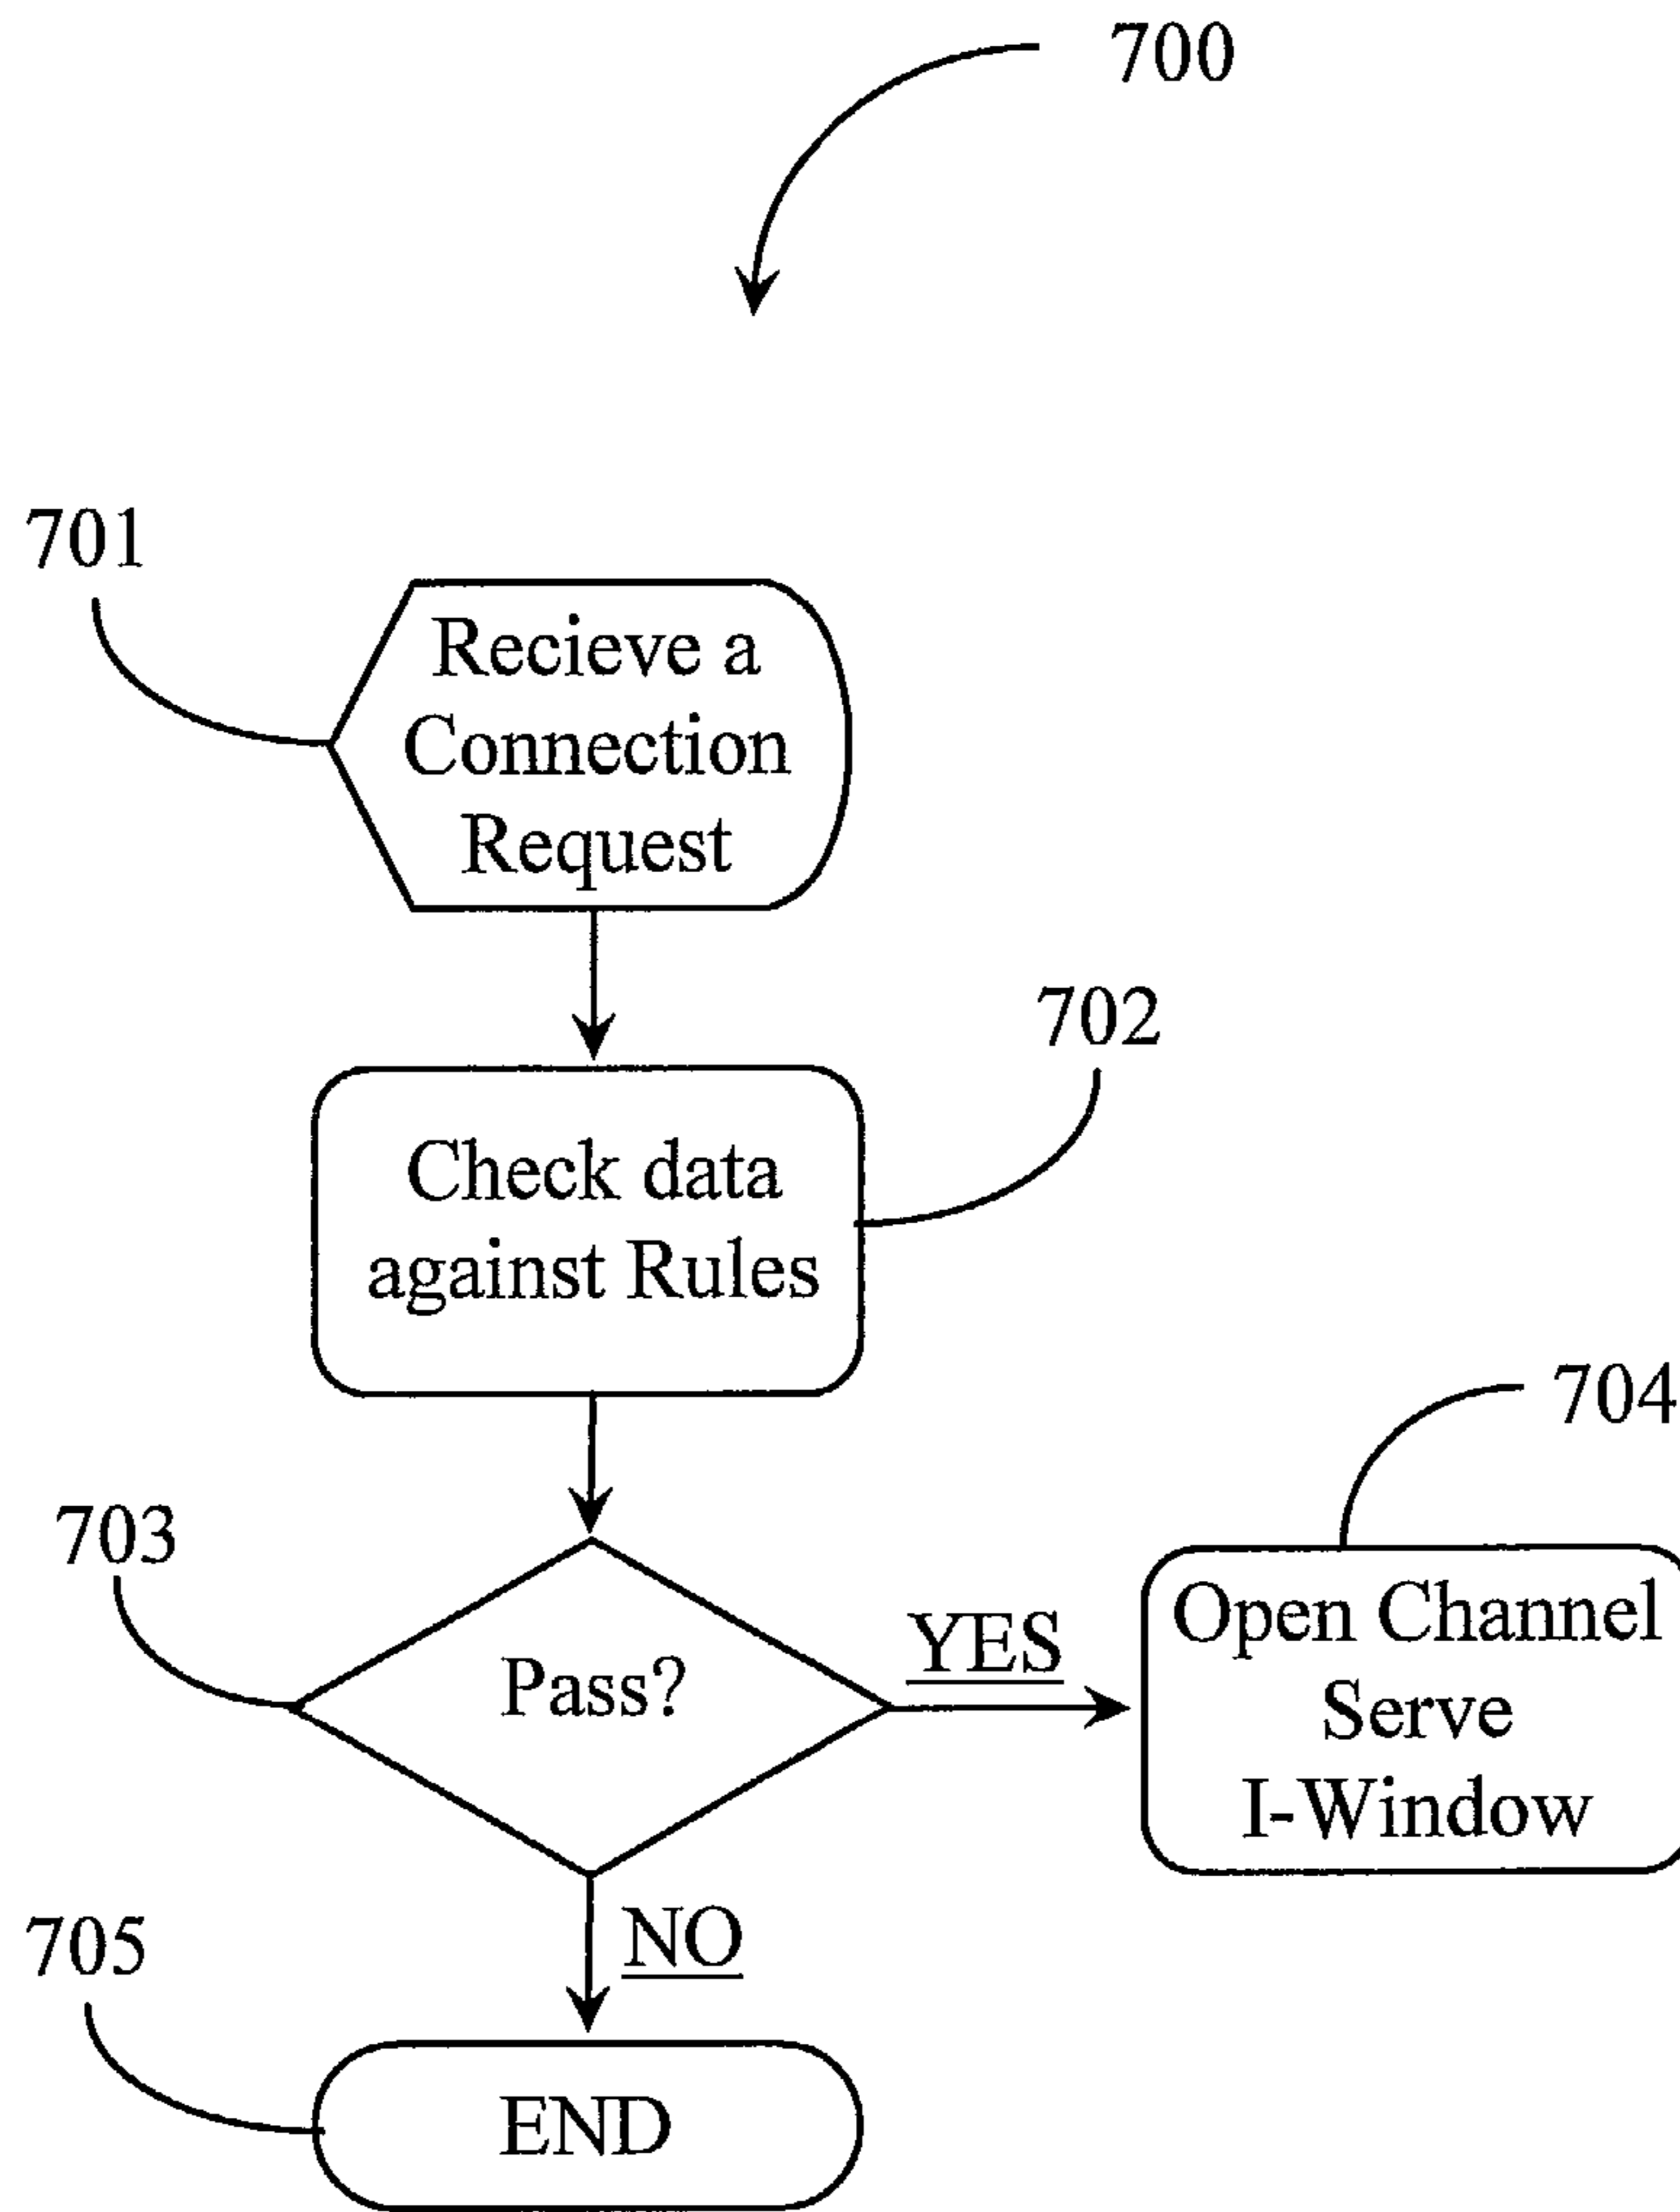 700
701
Recieve a
Connection
Request
702
Check data
against Rules
704
703
Pass?
YES
Open Channel
Serve
I-Window
NO
705
END